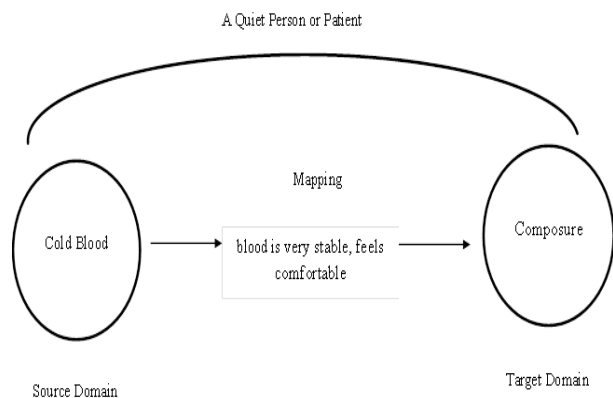 A Quiet Person or Patient
Mapping
Cold Blood
blood is very stable, feels
comfortable
Composure
Source Domain
Target Domain